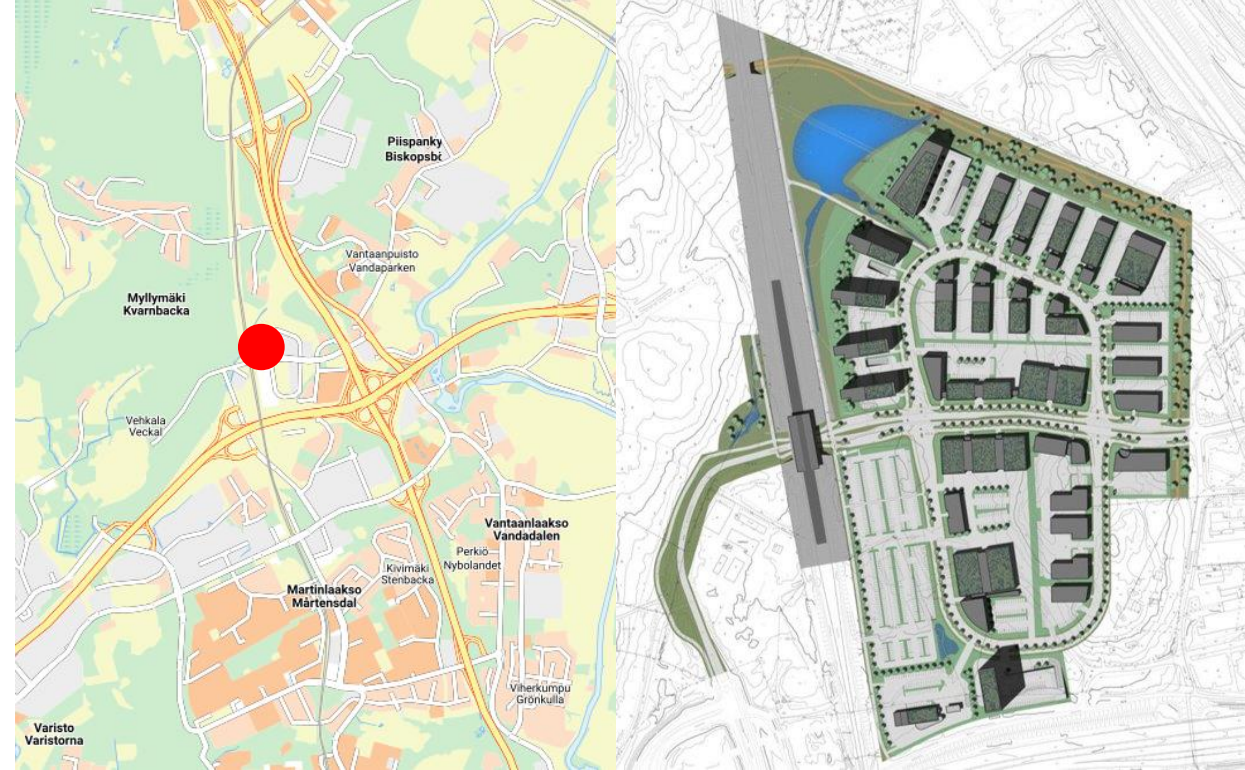 Piispanky
Biskopsbö
Vantaanpuisto
Vandaparken
Myllymäki
Kvarnbacka
Vehkala
Veckal
Vantaanlaakso
Vandadalen
Perkiö
Nybolandet
Kivimäki
Stenbacka
Martinlaakso
Mårtensdal
Viherkumpu
Grönkulla
Varisto
Varistorna